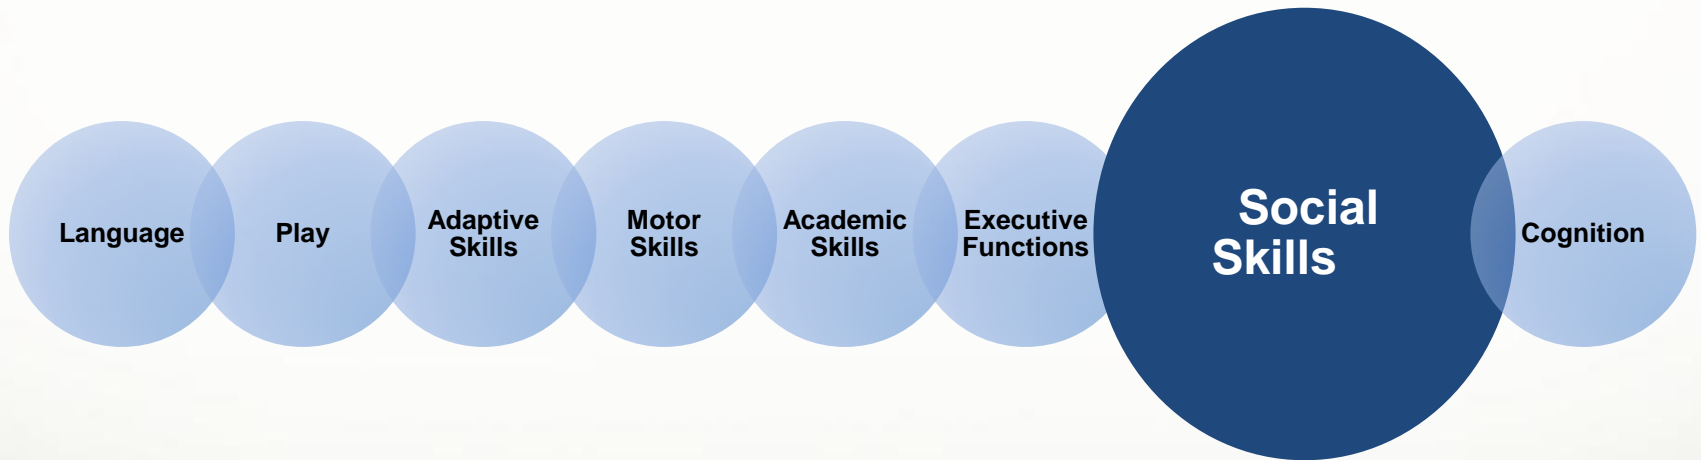 Language
Play
Adaptive
Skills
Motor
Skills
Academic
Skills
Executive
Functions
Social
Skills
Cognition